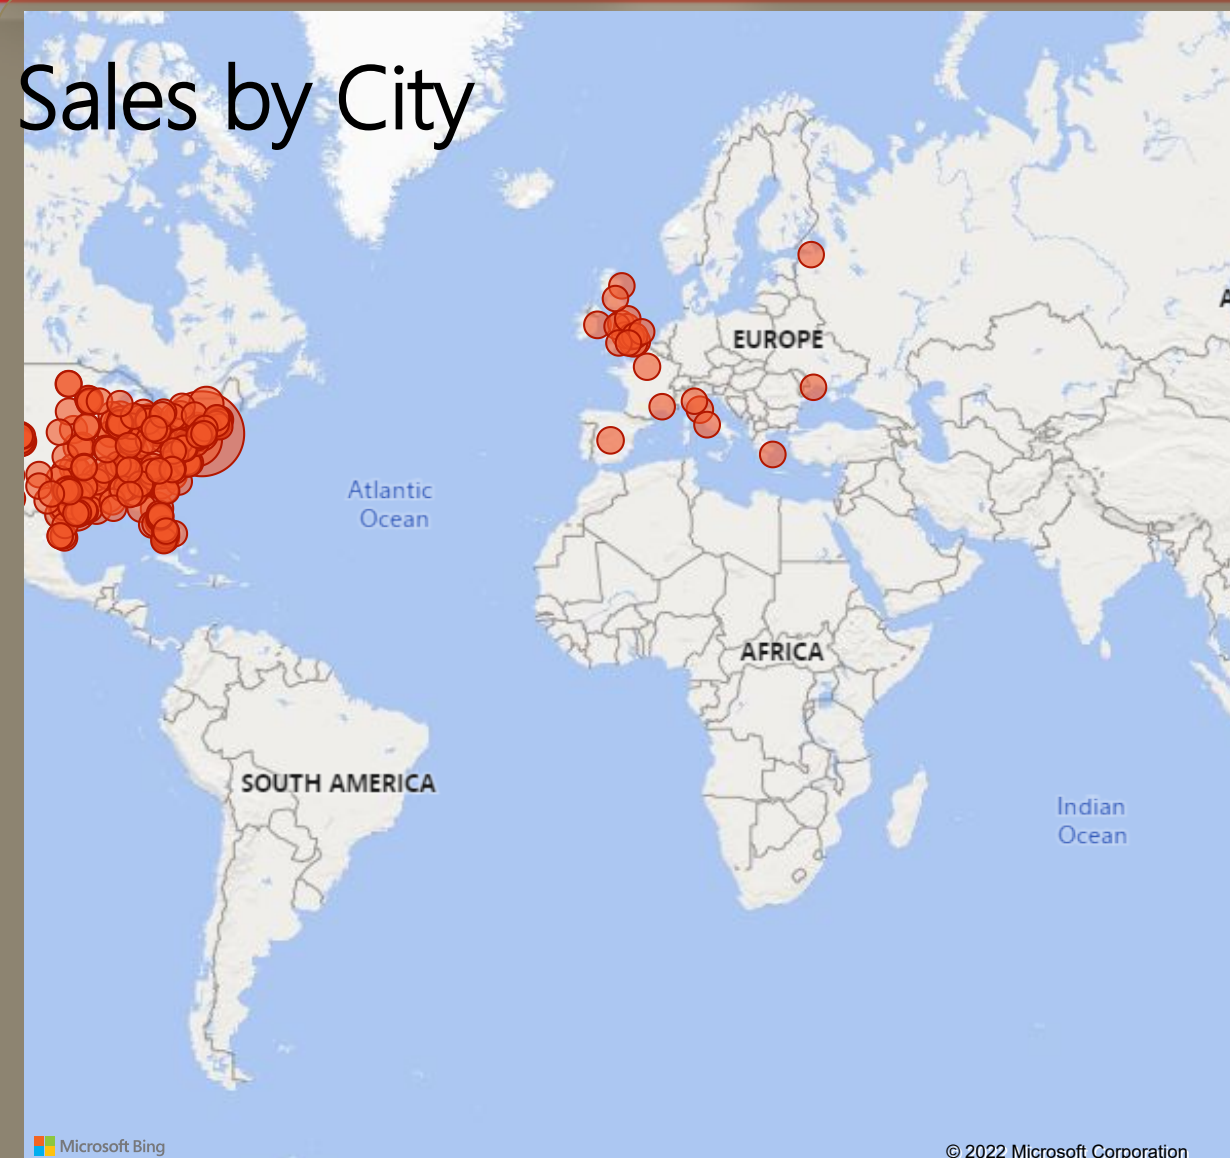 Sales by City
EUROPE
A
Atlantic
Ocean
AFRICA
SOUTH AMERICA
Indian
Ocean
Microsoft Bing
© 2022 Microsoft Corporation